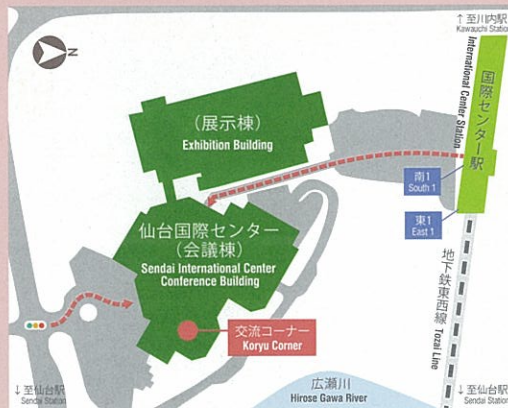 ↑至川内駅
Kawauchi Station
N
国際センター駅
International Center Station
（展示棟）
Exhibition Building
南1
South 1
東1
East 1
仙台国際センター
（会議棟）
Sendai International Center
Conference Building
地下鉄東西線 Tozai Line
交流コーナー
Koryu Corner
広瀬川
Hirose Gawa River
↓至仙台駅
Sendai Station
↓至仙台駅
Sendai Station